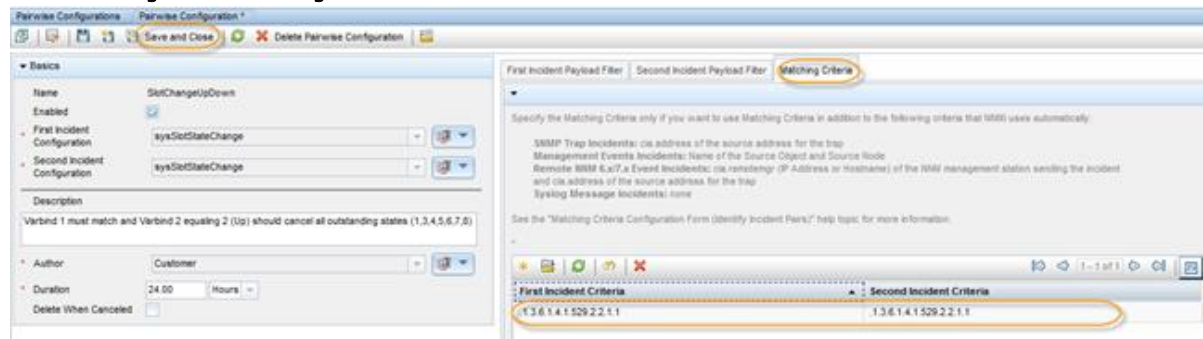 Pairwise Configurations Pairwise Configuration *
Save and Close Delete Pairwise Configuration
Basics
Name SlotChangeUpDown
Enabled
* First Incident Configuration sysSlotStateChange
* Second Incident Configuration sysSlotStateChange
Description
Varbind 1 must match and Varbind 2 equaling 2 (Up) should cancel all outstanding states (1,3,4,5,6,7,8)
* Author Customer
* Duration 24.00 Hours
Delete When Canceled
First Incident Payload Filter Second Incident Payload Filter Matching Criteria
Specify the Matching Criteria only if you want to use Matching Criteria in addition to the following criteria that NNMi uses automatically:
SNMP Trap Incidents: cia.address of the source address for the trap
Management Events Incidents: Name of the Source Object and Source Node
Remote NNM 6.x/7.x Event Incidents: cia.remotemgr (IP Address or Hostname) of the NNM management station sending the incident
and cia.address of the source address for the trap
Syslog Message Incidents: none
See the "Matching Criteria Configuration Form (Identify Incident Pairs)" help topic for more information.
1 - 1 of 1
First Incident Criteria Second Incident Criteria
.1.3.6.1.4.1.529.2.2.1.1 .1.3.6.1.4.1.529.2.2.1.1